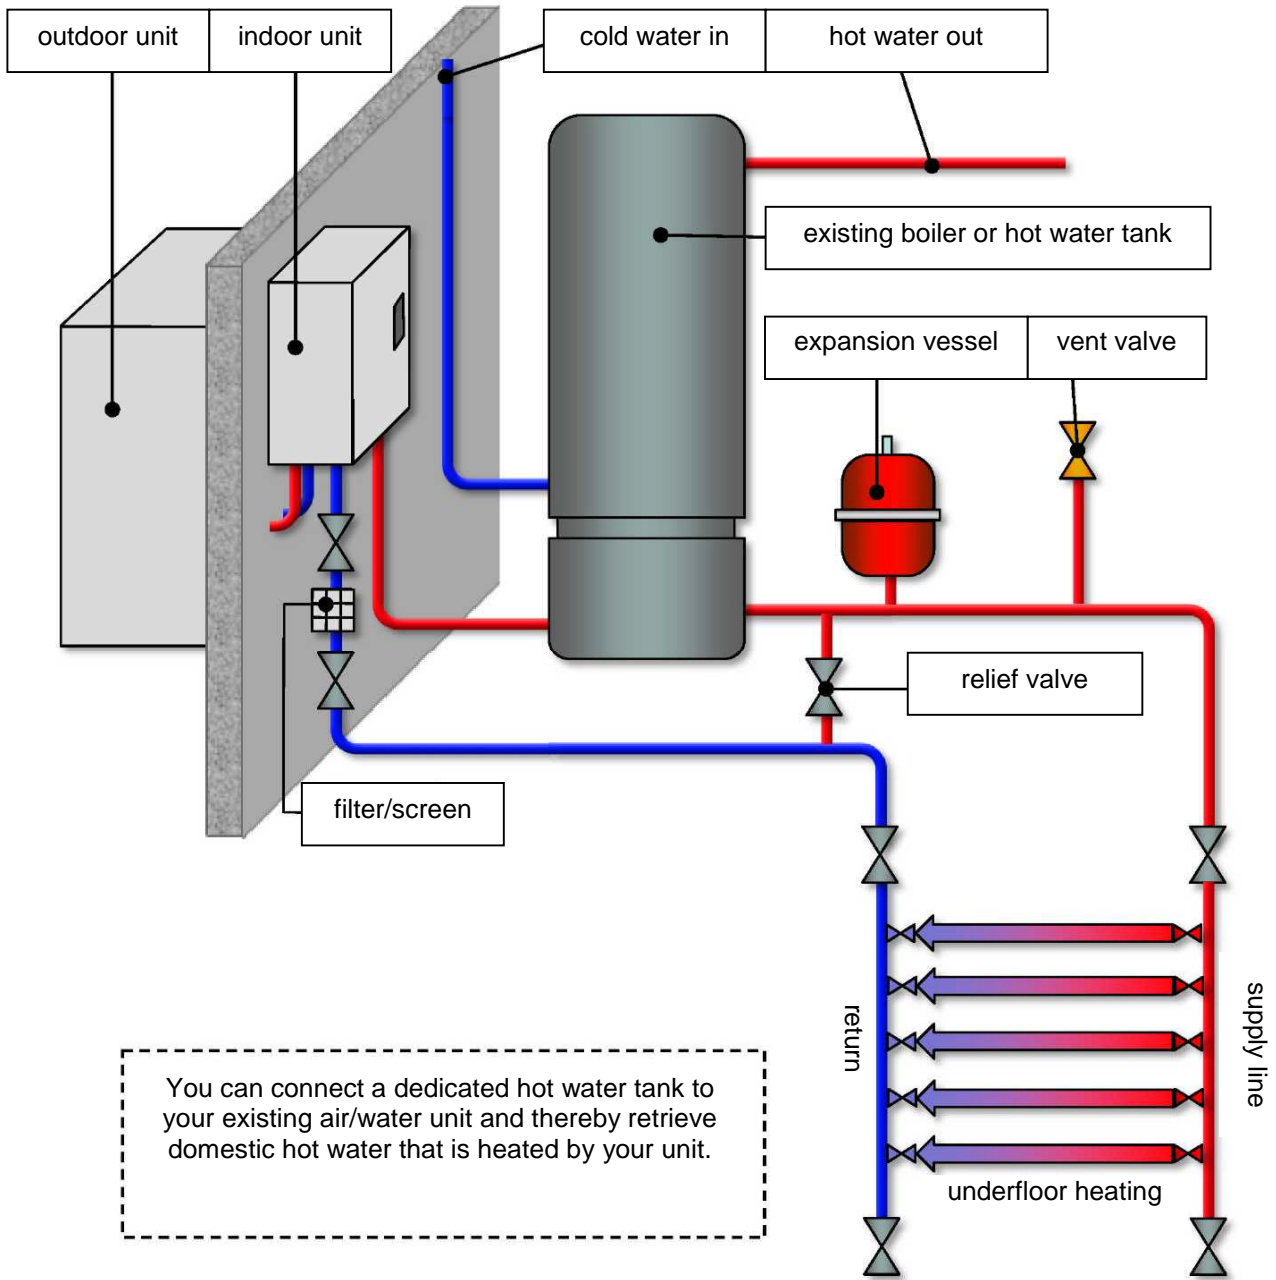 outdoor unit
indoor unit
cold water in
hot water out
existing boiler or hot water tank
expansion vessel
vent valve
relief valve
filter/screen
return
supply line
You can connect a dedicated hot water tank to
your existing air/water unit and thereby retrieve
domestic hot water that is heated by your unit.
underfloor heating